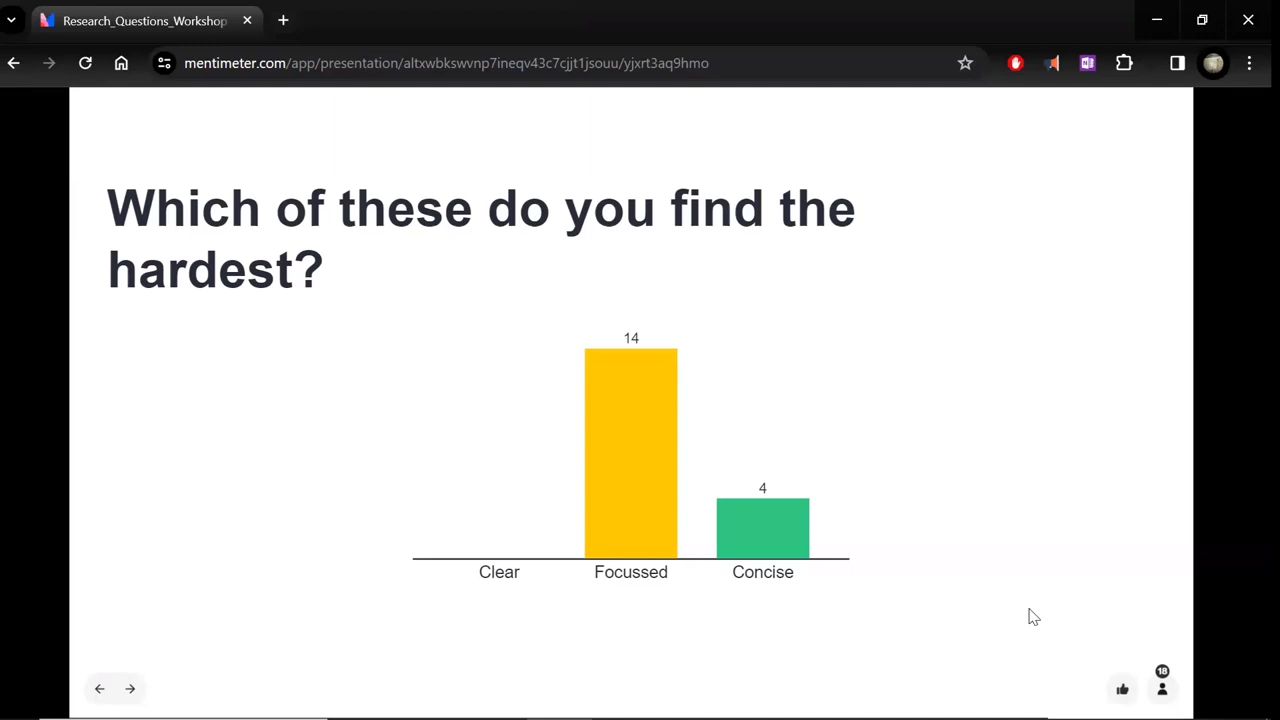 Research_Questions_Workshop
mentimeter.com/app/presentation/altxwbkswvnp7ineqv43c7cjjt1jsouu/yjxrt3aq9hmo
Which of these do you find the
hardest?
14
4
Clear Focussed Concise
18